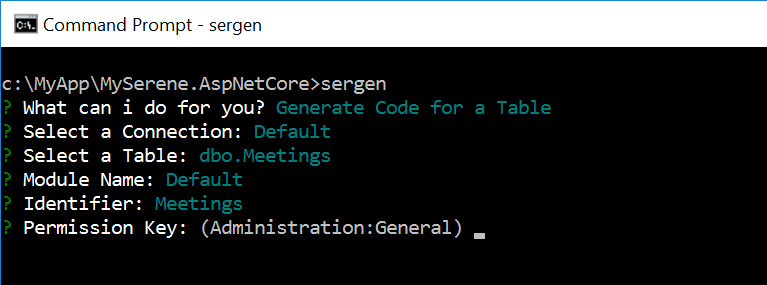 Command Prompt - sergen
c:\MyApp\MySerene.AspNetCore>sergen
? What can i do for you? Generate Code for a Table
? Select a Connection: Default
? Select a Table: dbo.Meetings
? Module Name: Default
? Identifier: Meetings
? Permission Key: (Administration:General)